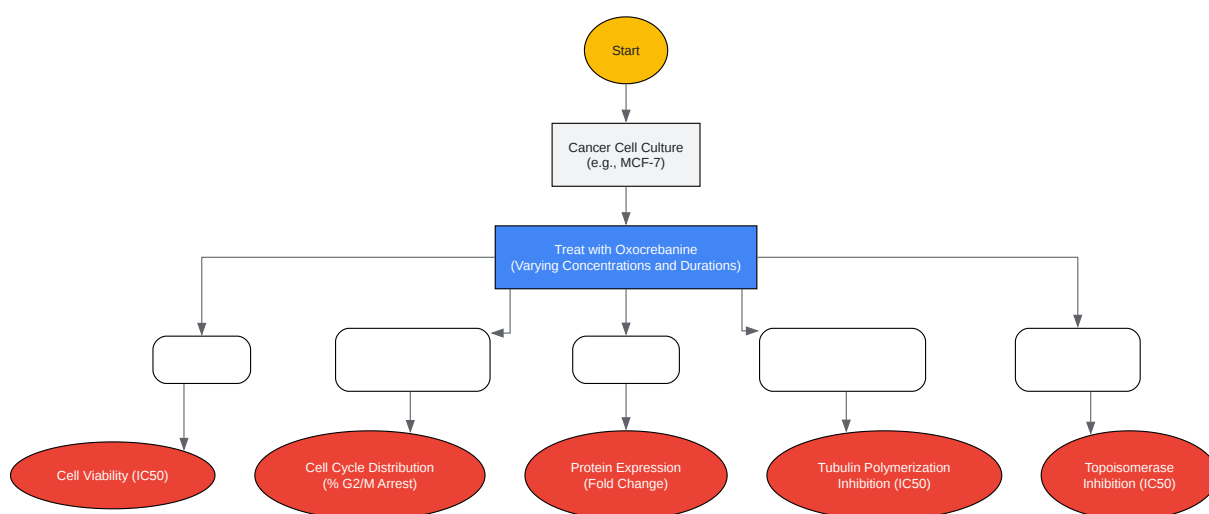 Start
Cancer Cell Culture
(e.g., MCF-7)
Treat with Oxocrebanine
(Varying Concentrations and Durations)
Cell Viability (IC50)
Cell Cycle Distribution
(% G2/M Arrest)
Protein Expression
(Fold Change)
Tubulin Polymerization
Inhibition (IC50)
Topoisomerase
Inhibition (IC50)